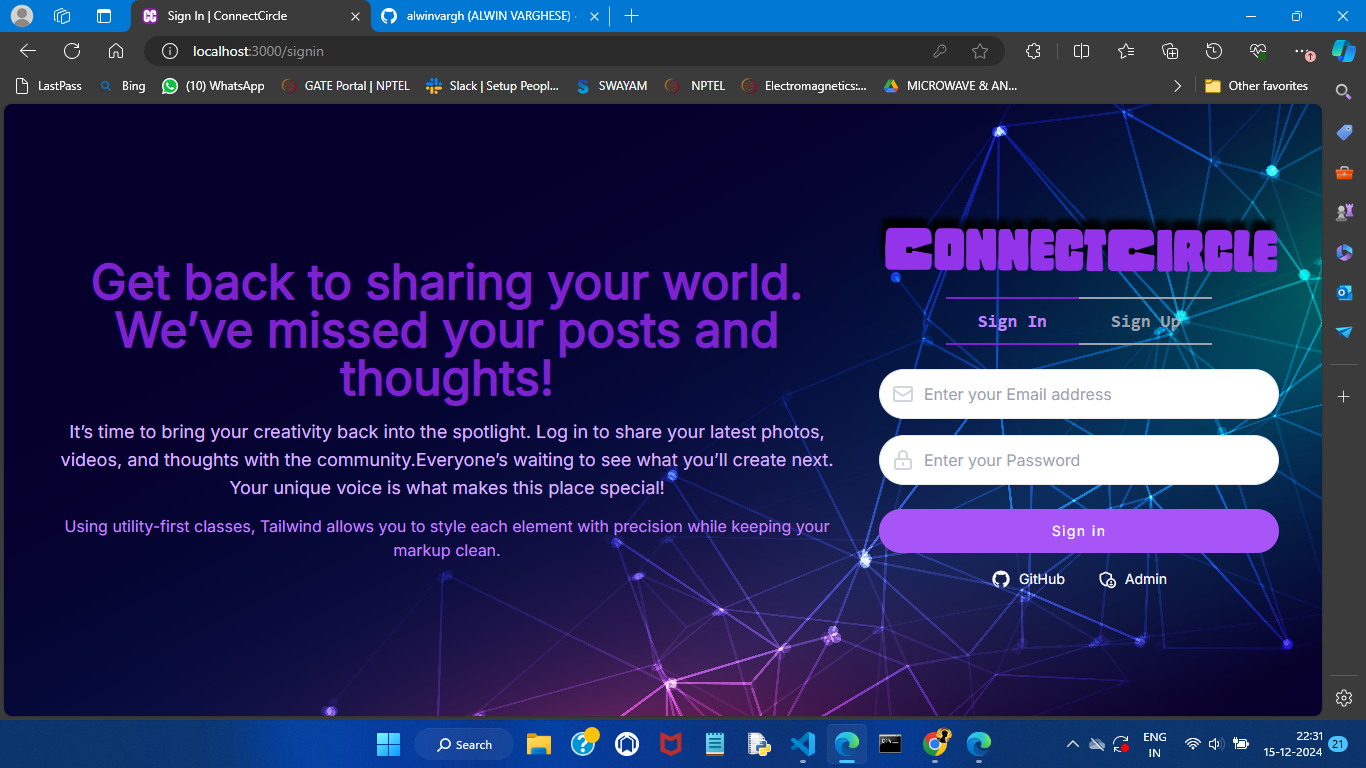 Sign In | ConnectCircle
alwinvargh (ALWIN VARGHESE) ·
localhost:3000/signin
LastPass
Bing
(10) WhatsApp
GATE Portal | NPTEL
Slack | Setup Peopl...
SWAYAM
NPTEL
Electromagnetics:...
MICROWAVE & AN...
Other favorites
Get back to sharing your world.
We’ve missed your posts and
thoughts!
It’s time to bring your creativity back into the spotlight. Log in to share your latest photos,
videos, and thoughts with the community.Everyone’s waiting to see what you’ll create next.
Your unique voice is what makes this place special!
Using utility-first classes, Tailwind allows you to style each element with precision while keeping your
markup clean.
ConnectCircle
Sign In
Sign Up
Enter your Email address
Enter your Password
Sign in
GitHub
Admin
Search
ENG
IN
22:31
15-12-2024
21